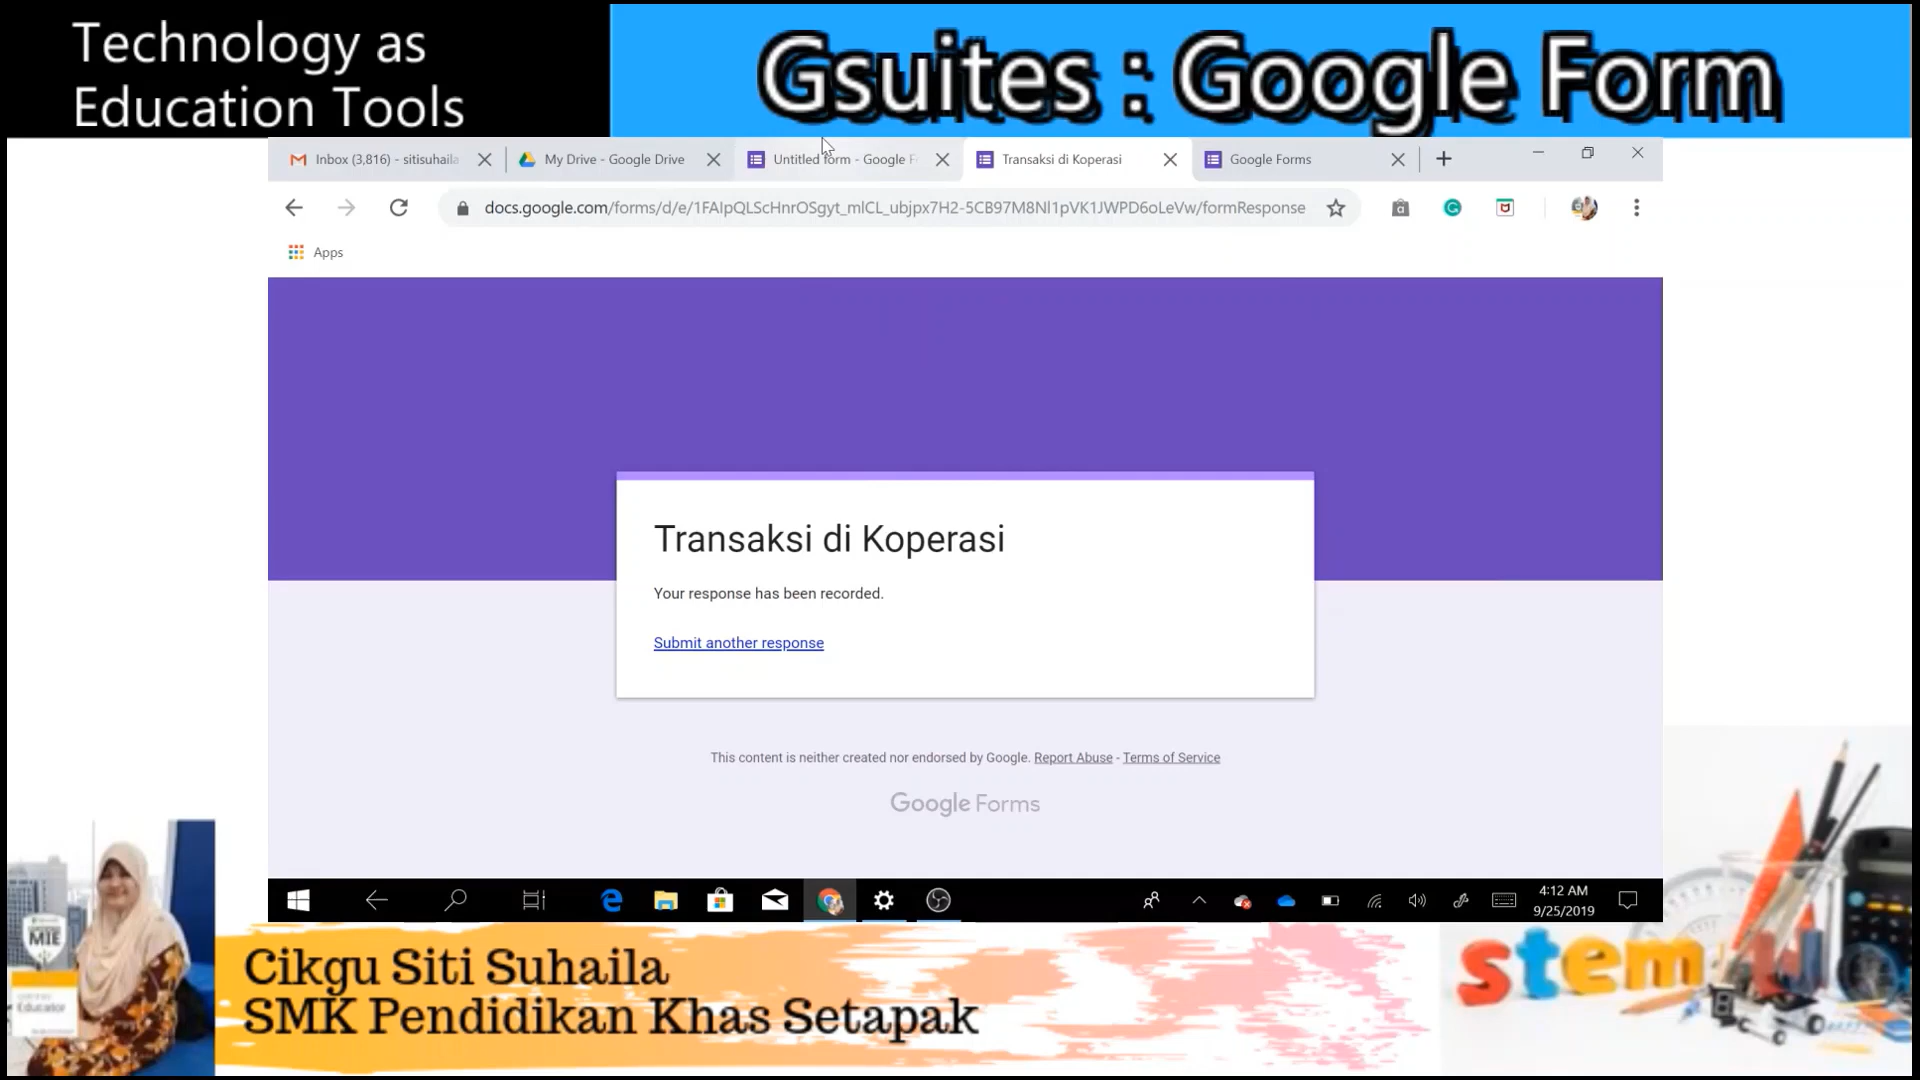 Technology as
Education Tools
Gsuites : Google Form
Inbox (3,816) - sitisuhaila
My Drive - Google Drive
Untitled form - Google F
Transaksi di Koperasi
Google Forms
docs.google.com/forms/d/e/1FAIpQLScHnrOSgyt_mlCL_ubjpx7H2-5CB97M8Nl1pVK1JWPD6oLeVw/formResponse
Apps
Transaksi di Koperasi
Your response has been recorded.
Submit another response
This content is neither created nor endorsed by Google. Report Abuse - Terms of Service
Google Forms
4:12 AM
9/25/2019
MIE
Educator
Cikgu Siti Suhaila
SMK Pendidikan Khas Setapak
stem